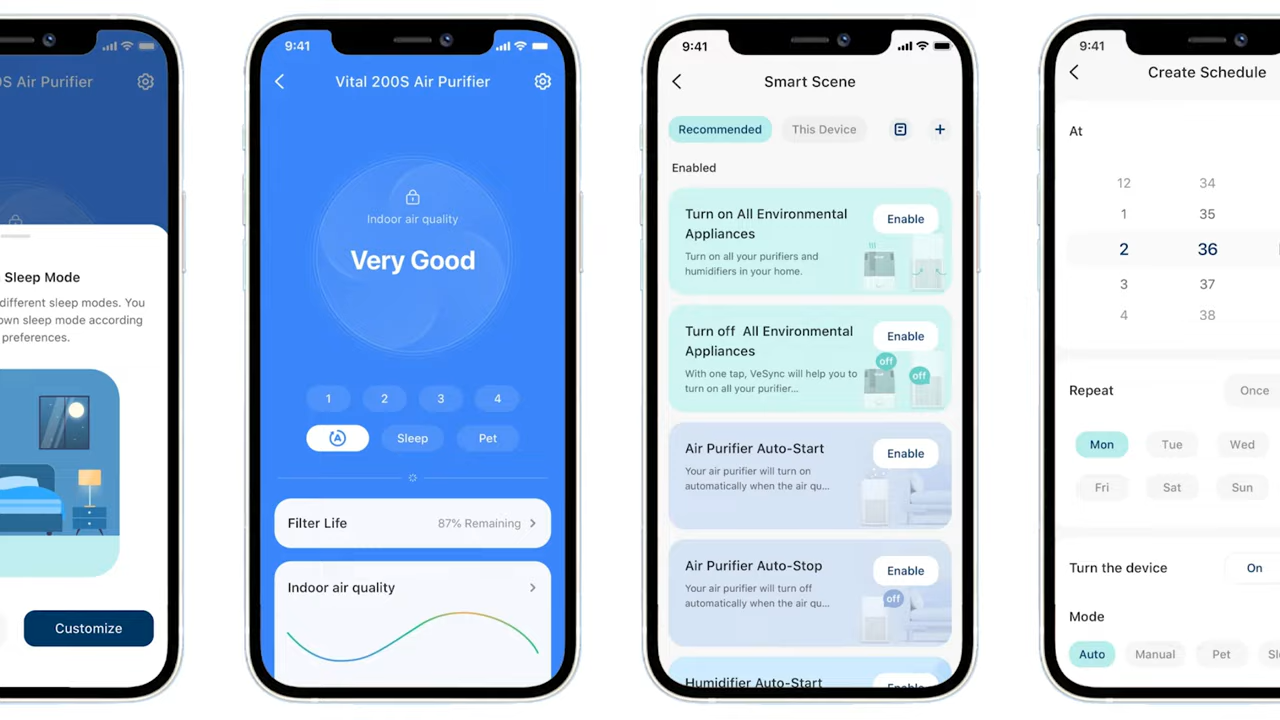 S Air Purifier
Sleep Mode
different sleep modes. You
own sleep mode according
preferences.
Customize
9:41
Vital 200S Air Purifier
Indoor air quality
Very Good
1 2 3 4
A Sleep Pet
Filter Life 87% Remaining
Indoor air quality
9:41
Smart Scene
Recommended This Device
Enabled
Turn on All Environmental
Appliances
Enable
Turn on all your purifiers and
humidifiers in your home.
Turn off All Environmental
Appliances
Enable
With one tap, VeSync will help you to
turn on all your purifier...
off
off
Air Purifier Auto-Start
Enable
Your air purifier will turn on
automatically when the air qu...
Air Purifier Auto-Stop
Enable
Your air purifier will turn off
automatically when the air qu...
off
Humidifier Auto-Start
Enable
9:41
Create Schedule
At
12 34
1 35
2 36
3 37
4 38
Repeat Once
Mon Tue Wed
Fri Sat Sun
Turn the device On
Mode
Auto Manual Pet